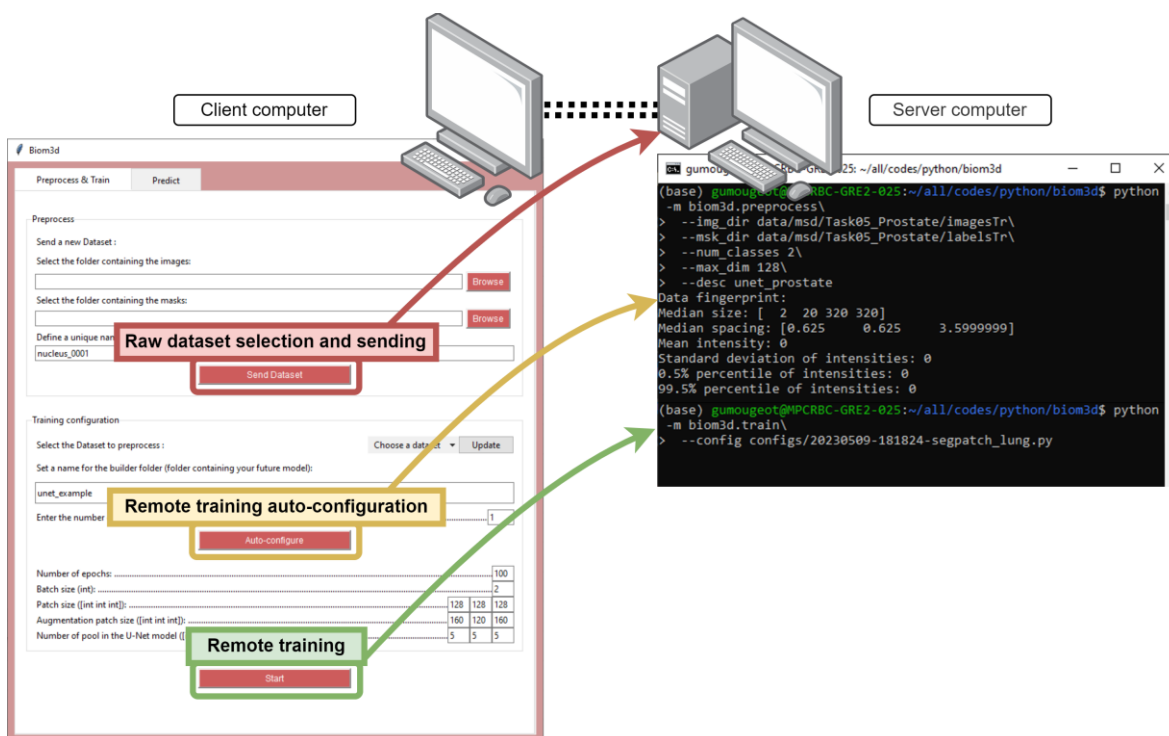 Client computer
Server computer
Biom3d
Preprocess & Train Predict
Preprocess
Send a new Dataset :
Select the folder containing the images:
Browse
Select the folder containing the masks:
Browse
Define a unique
nucleus_0001
Raw dataset selection and sending
Send Dataset
Training configuration
Select the Dataset to preprocess : Choose a dataset Update
Set a name for the builder folder (folder containing your future model):
unet_example
Remote training auto-configuration
Enter the number 1
Auto-configure
Number of epochs: 100
Batch size (int): 2
Patch size ([int int int]): 128 128 128
Augmentation patch size ([int int int]): 160 120 160
Number of pool in the U-Net model ([ 5 5 5
Remote training
Start
025: ~/all/codes/python/biom3d
(base) gumougeot@ RBC-GRE2-025:~/all/codes/python/biom3d$ python
-m biom3d.preprocess\
> --img_dir data/msd/Task05_Prostate/imagesTr\
> --msk_dir data/msd/Task05_Prostate/labelsTr\
> --num_classes 2\
> --max_dim 128\
> --desc unet_prostate
Data fingerprint:
Median size: [ 2 20 320 320]
Median spacing: [0.625 0.625 3.5999999]
Mean intensity: 0
Standard deviation of intensities: 0
0.5% percentile of intensities: 0
99.5% percentile of intensities: 0
(base) gumougeot@MPCRBC-GRE2-025:~/all/codes/python/biom3d$ python
-m biom3d.train\
> --config configs/20230509-181824-segpatch_lung.py